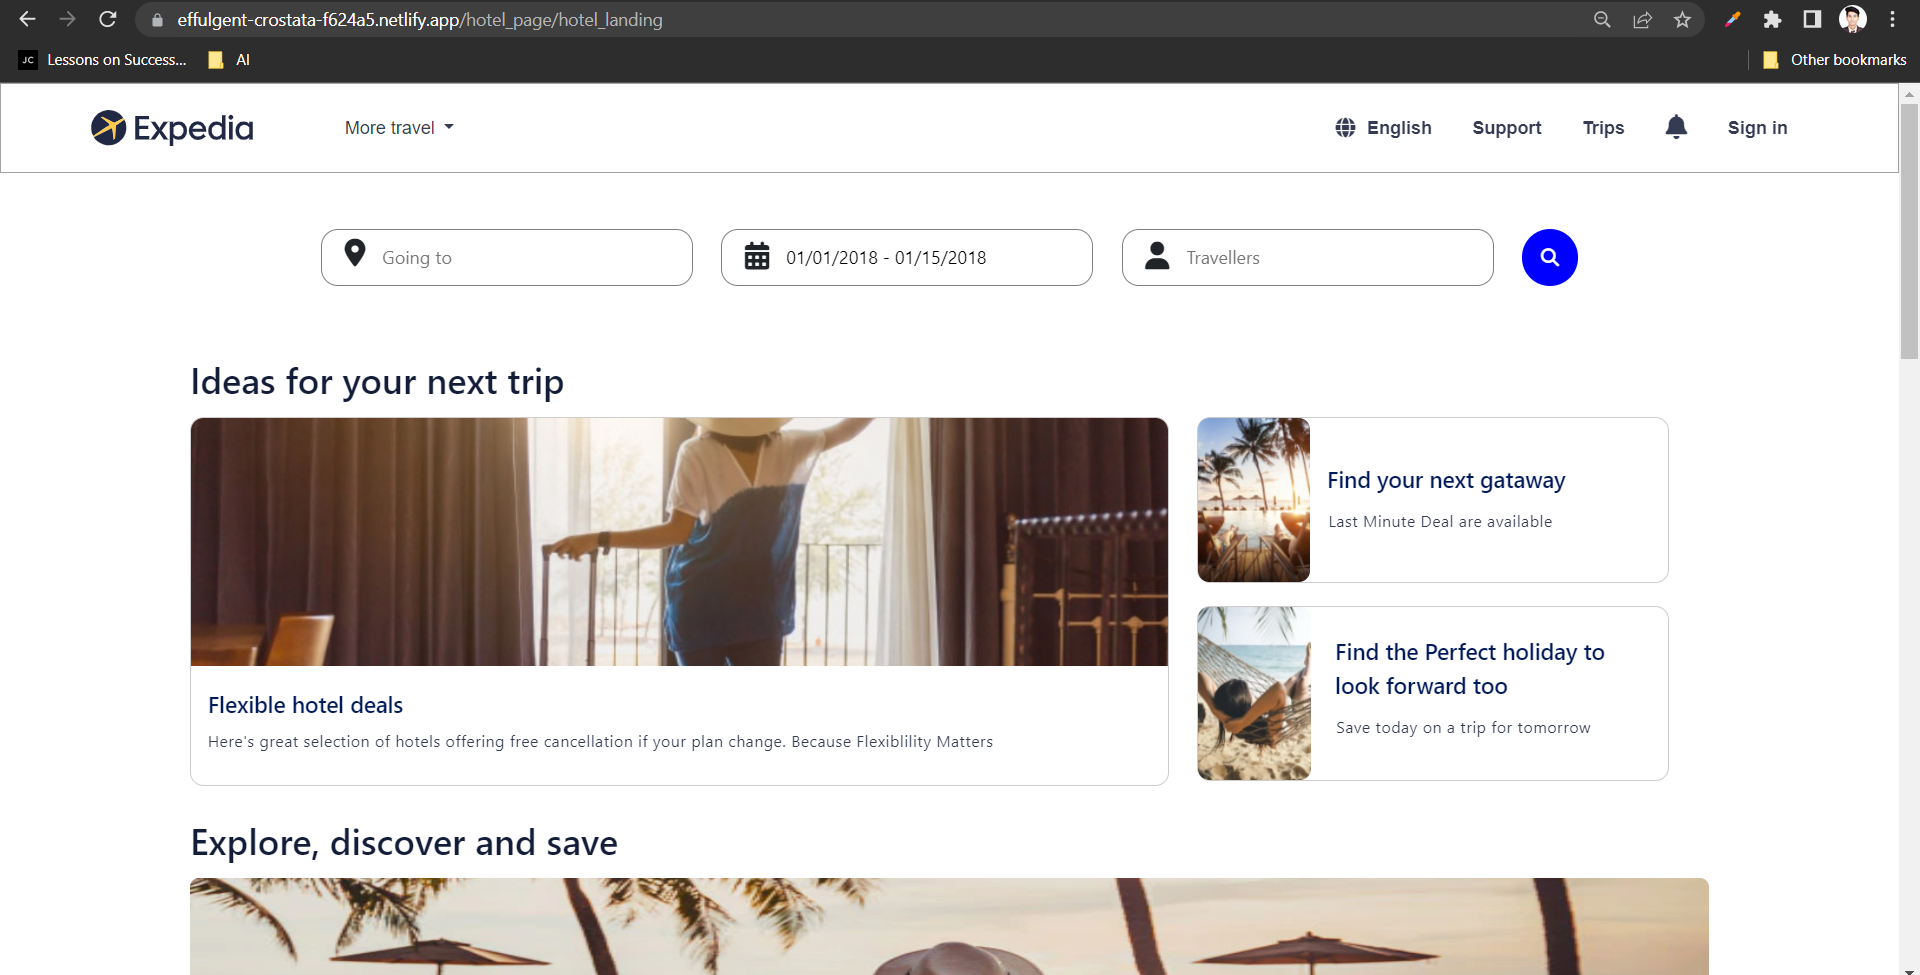 effulgent-crostata-f624a5.netlify.app/hotel_page/hotel_landing
JC Lessons on Success... AI Other bookmarks
Expedia More travel English Support Trips Sign in
Going to 01/01/2018 - 01/15/2018 Travellers
Ideas for your next trip
Find your next gataway
Last Minute Deal are available
Find the Perfect holiday to
look forward too
Save today on a trip for tomorrow
Flexible hotel deals
Here's great selection of hotels offering free cancellation if your plan change. Because Flexiblility Matters
Explore, discover and save